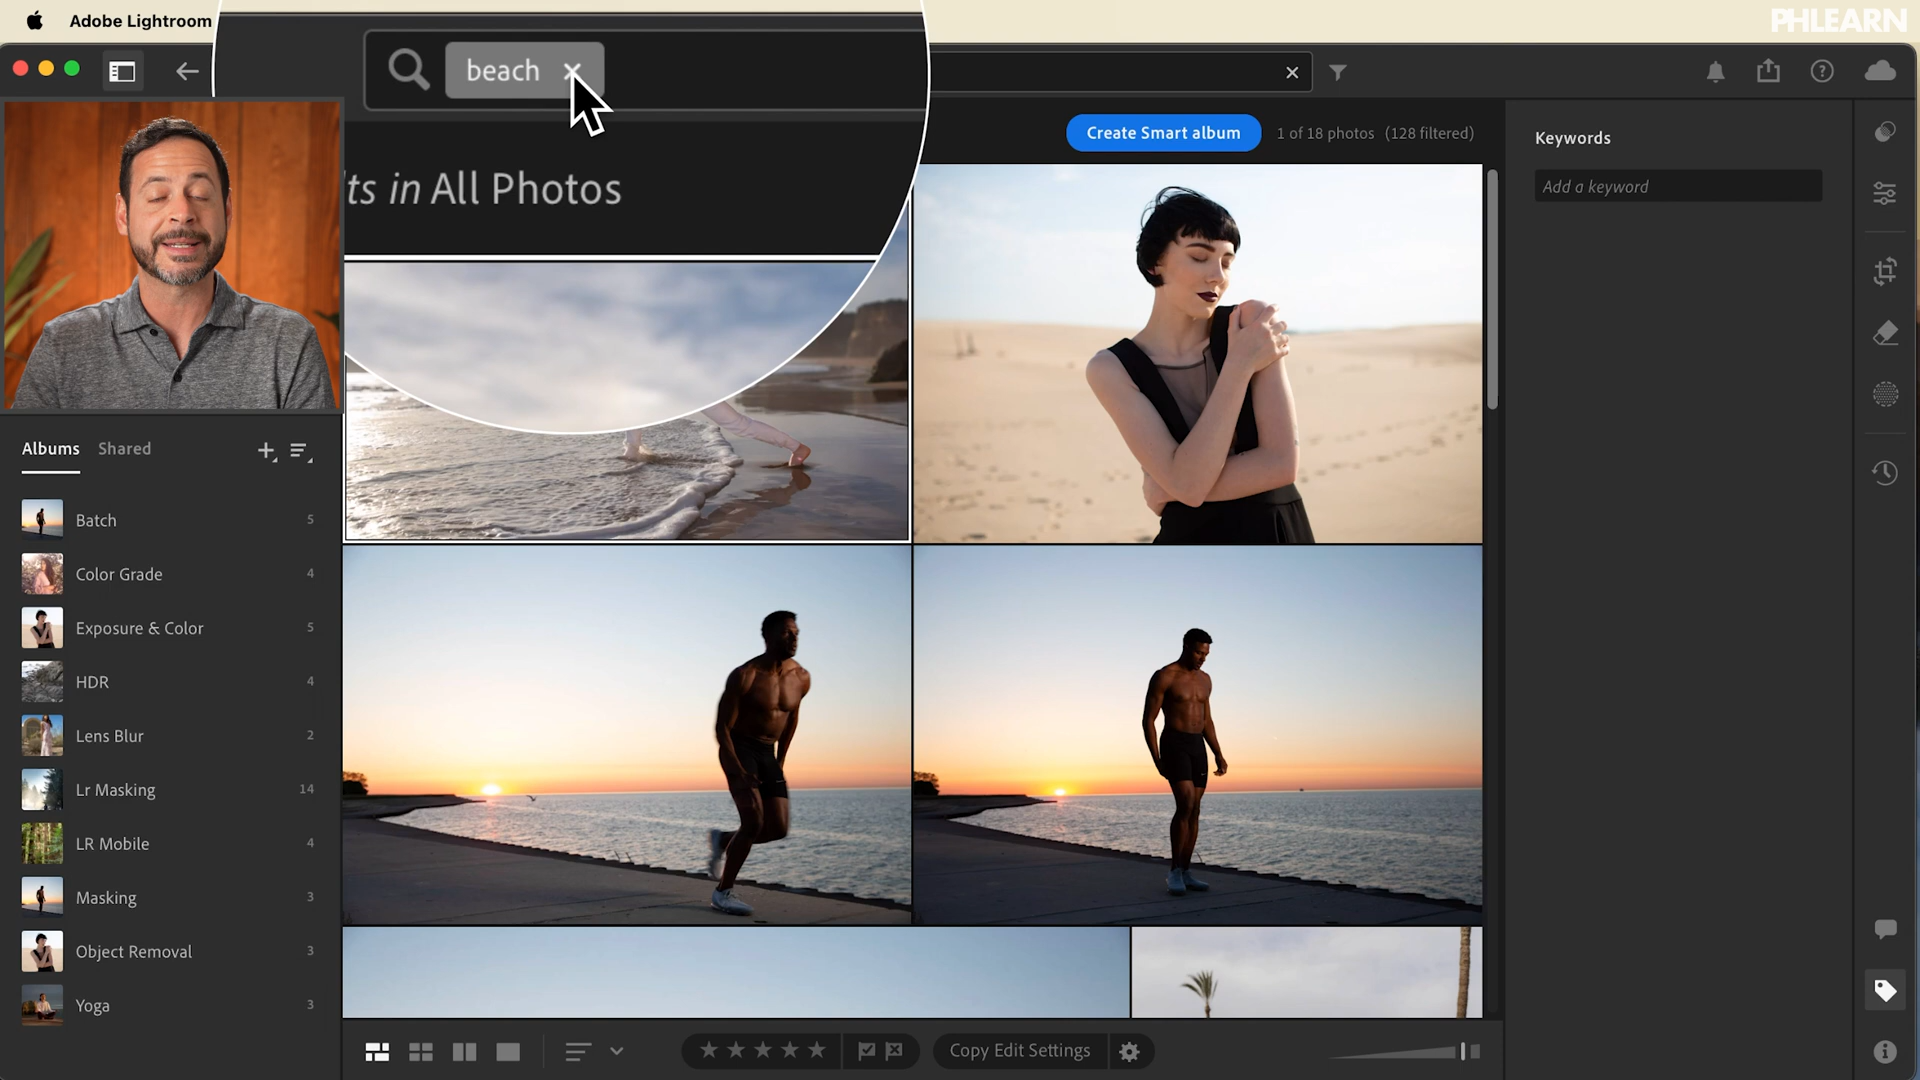 Adobe Lightroom
PHLEARN
beach
Create Smart album
1 of 18 photos (128 filtered)
Keywords
lts in All Photos
Add a keyword
Albums
Shared
Batch 5
Color Grade 4
Exposure & Color 5
HDR 4
Lens Blur 2
Lr Masking 14
LR Mobile 4
Masking 3
Object Removal 3
Yoga 3
Copy Edit Settings